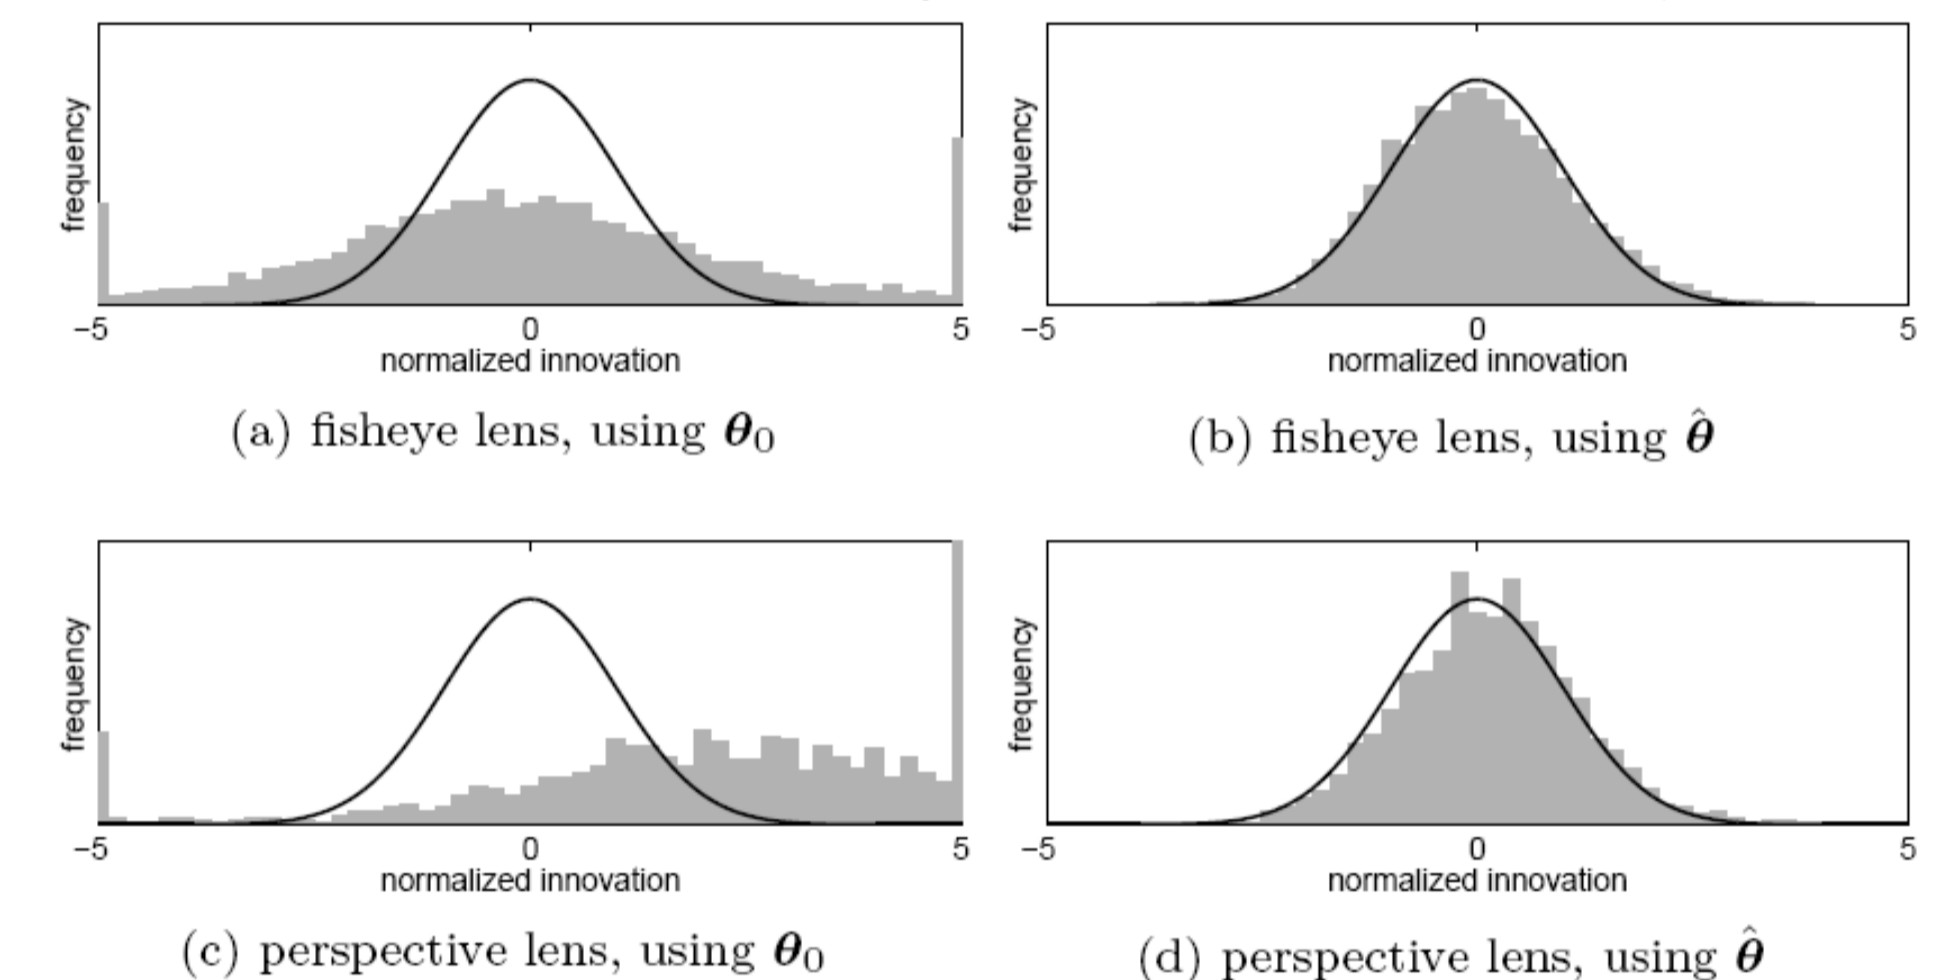 frequency
−5 0 5
normalized innovation
(a) fisheye lens, using θ₀
frequency
−5 0 5
normalized innovation
(b) fisheye lens, using θ̂
frequency
−5 0 5
normalized innovation
(c) perspective lens, using θ₀
frequency
−5 0 5
normalized innovation
(d) perspective lens, using θ̂